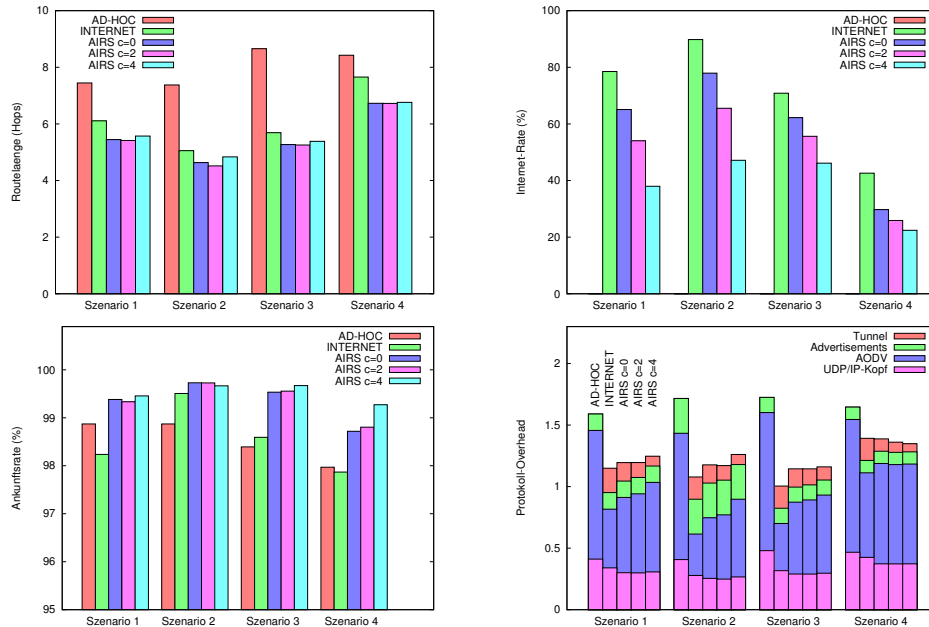 AD-HOC
INTERNET
AIRS c=0
AIRS c=2
AIRS c=4
10
8
6
4
2
0
Routelaenge (Hops)
Szenario 1 Szenario 2 Szenario 3 Szenario 4
AD-HOC
INTERNET
AIRS c=0
AIRS c=2
AIRS c=4
100
80
60
40
20
0
Internet-Rate (%)
Szenario 1 Szenario 2 Szenario 3 Szenario 4
AD-HOC
INTERNET
AIRS c=0
AIRS c=2
AIRS c=4
100
99
98
97
96
95
Ankunftsrate (%)
Szenario 1 Szenario 2 Szenario 3 Szenario 4
Tunnel
Advertisements
AODV
UDP/IP-Kopf
AD-HOC
INTERNET
AIRS c=0
AIRS c=2
AIRS c=4
2
1.5
1
0.5
0
Protokoll-Overhead
Szenario 1 Szenario 2 Szenario 3 Szenario 4